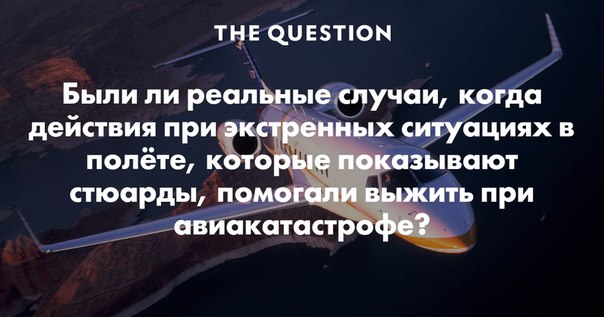 THE QUESTION
Были ли реальные случаи, когда
действия при экстренных ситуациях в
полёте, которые показывают
стюарды, помогали выжить при
авиакатастрофе?